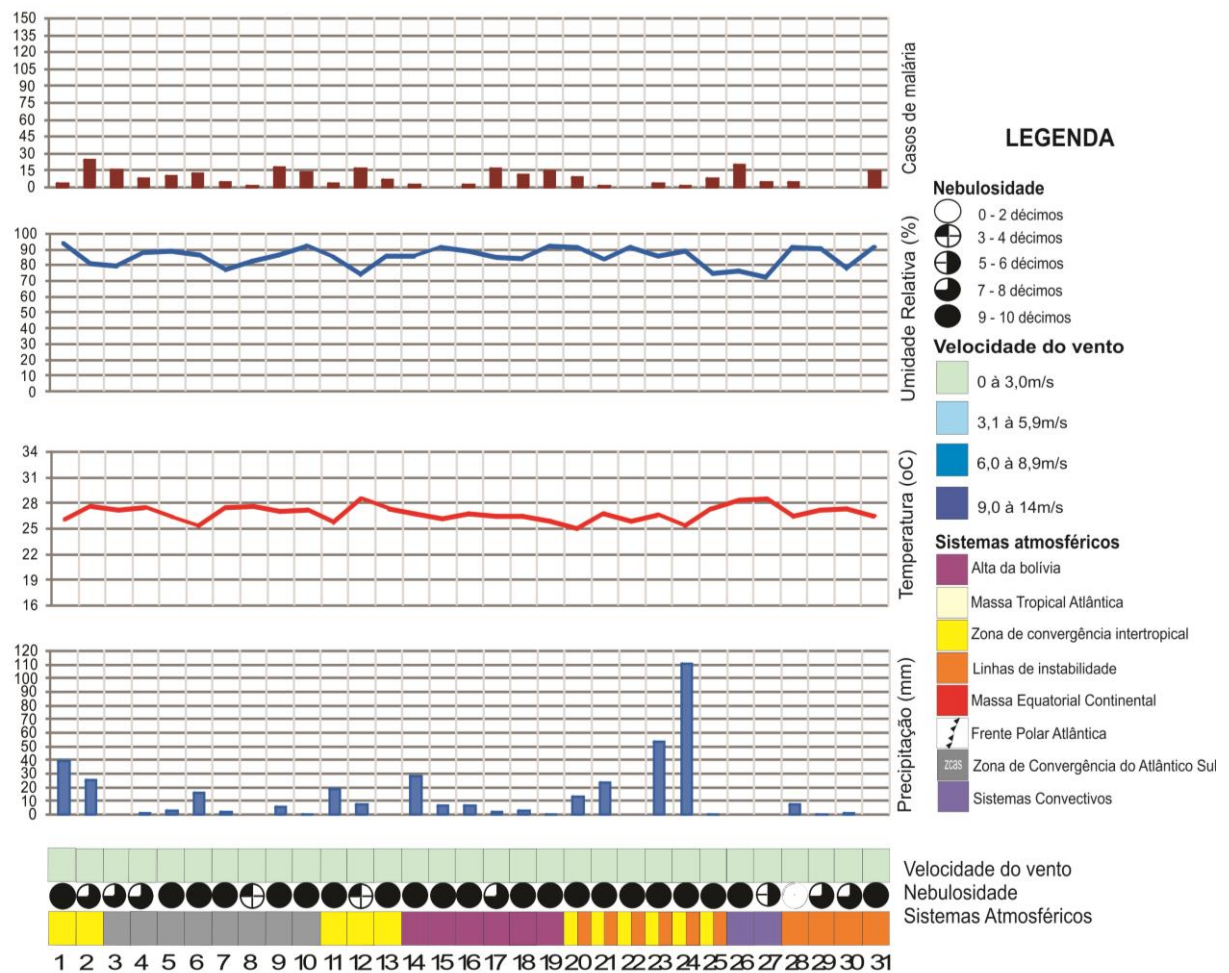 150
135
120
105
90
75
60
45
30
15
0
Casos de malária
100
90
80
70
60
50
40
30
20
10
0
Umidade Relativa (%)
34
31
28
25
22
19
16
Temperatura (oC)
120
110
100
90
80
70
60
50
40
30
20
10
0
Precipitação (mm)
Velocidade do vento
Nebulosidade
Sistemas Atmosféricos
1 2 3 4 5 6 7 8 9 10 11 12 13 14 15 16 17 18 19 20 21 22 23 24 25 26 27 28 29 30 31
LEGENDA
Nebulosidade
0 - 2 décimos
3 - 4 décimos
5 - 6 décimos
7 - 8 décimos
9 - 10 décimos
Velocidade do vento
0 à 3,0m/s
3,1 à 5,9m/s
6,0 à 8,9m/s
9,0 à 14m/s
Sistemas atmosféricos
Alta da bolívia
Massa Tropical Atlântica
Zona de convergência intertropical
Linhas de instabilidade
Massa Equatorial Continental
Frente Polar Atlântica
zcas Zona de Convergência do Atlântico Sul
Sistemas Convectivos